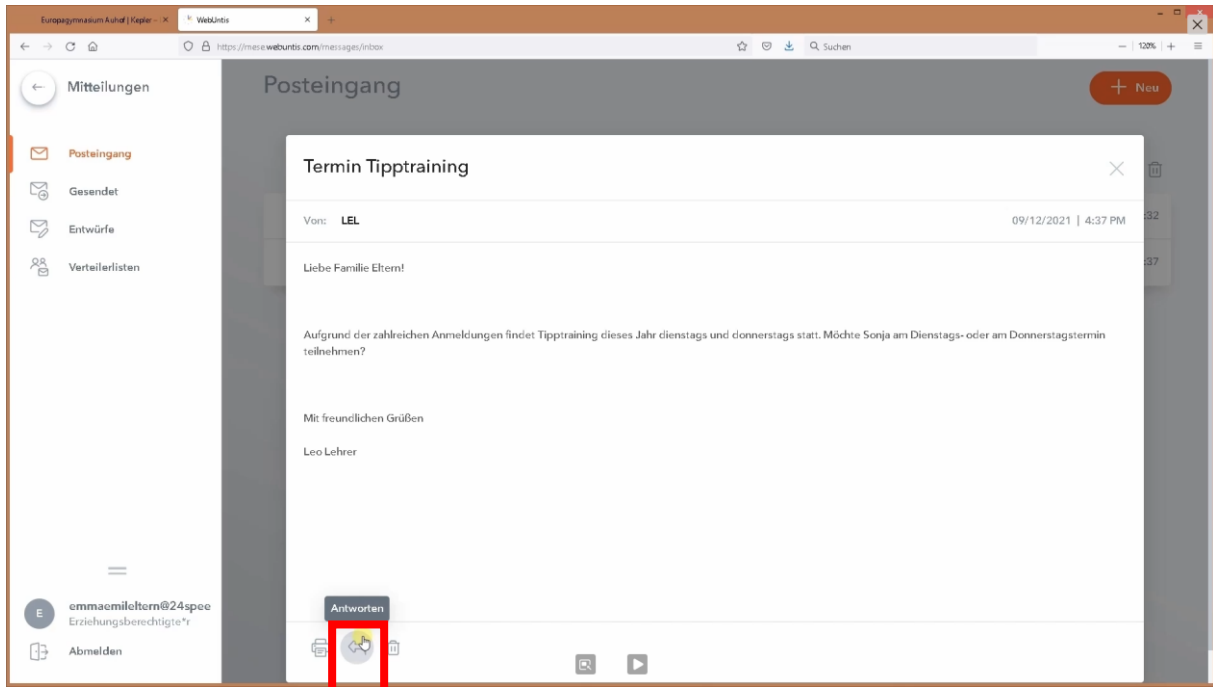 Europagymnasium Auhof | Kepler –
WebUntis
https://mese.webuntis.com/messages/inbox
Suchen
120%
Mitteilungen
Posteingang
Neu
Posteingang
Gesendet
Entwürfe
Verteilerlisten
Termin Tipptraining
Von: LEL
09/12/2021 | 4:37 PM
:32
:37
Liebe Familie Eltern!
Aufgrund der zahlreichen Anmeldungen findet Tipptraining dieses Jahr dienstags und donnerstags statt. Möchte Sonja am Dienstags- oder am Donnerstagstermin
teilnehmen?
Mit freundlichen Grüßen
Leo Lehrer
Antworten
E
emmaemileltern@24spee
Erziehungsberechtigte*r
Abmelden